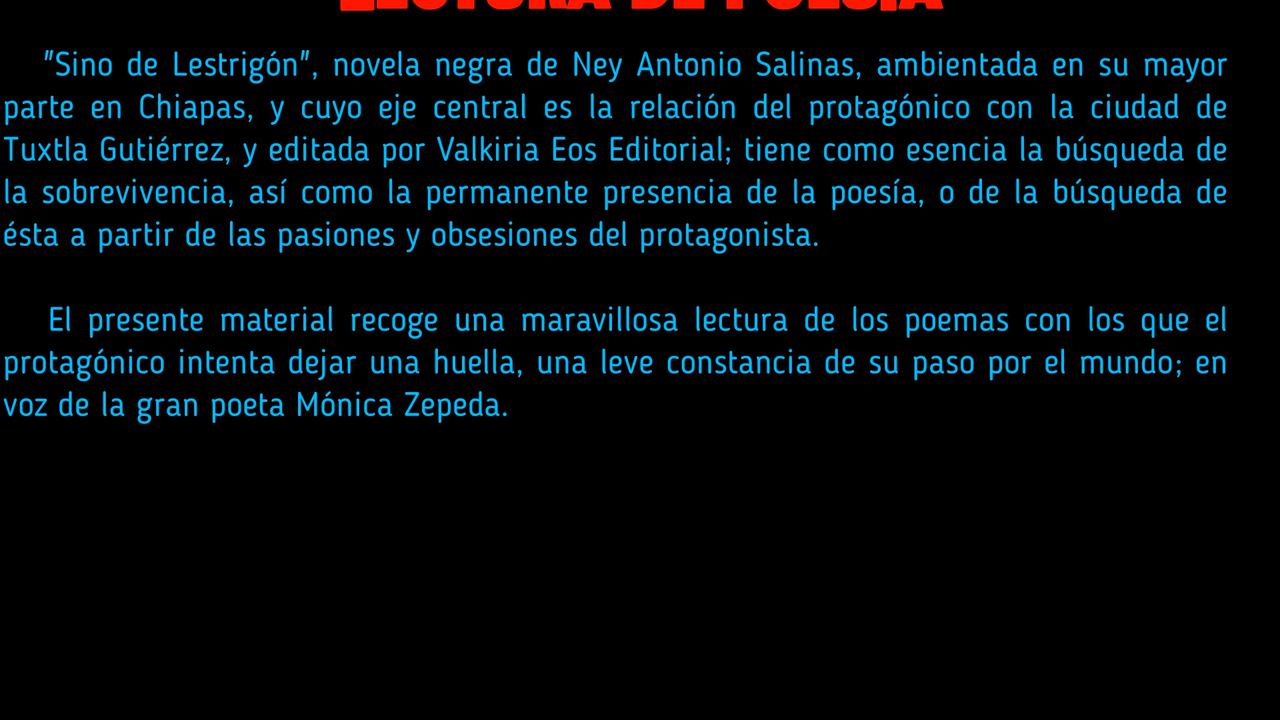 LECTURA DE POESÍA
"Sino de Lestrigón", novela negra de Ney Antonio Salinas, ambientada en su mayor
parte en Chiapas, y cuyo eje central es la relación del protagónico con la ciudad de
Tuxtla Gutiérrez, y editada por Valkiria Eos Editorial; tiene como esencia la búsqueda de
la sobrevivencia, así como la permanente presencia de la poesía, o de la búsqueda de
ésta a partir de las pasiones y obsesiones del protagonista.
El presente material recoge una maravillosa lectura de los poemas con los que el
protagónico intenta dejar una huella, una leve constancia de su paso por el mundo; en
voz de la gran poeta Mónica Zepeda.